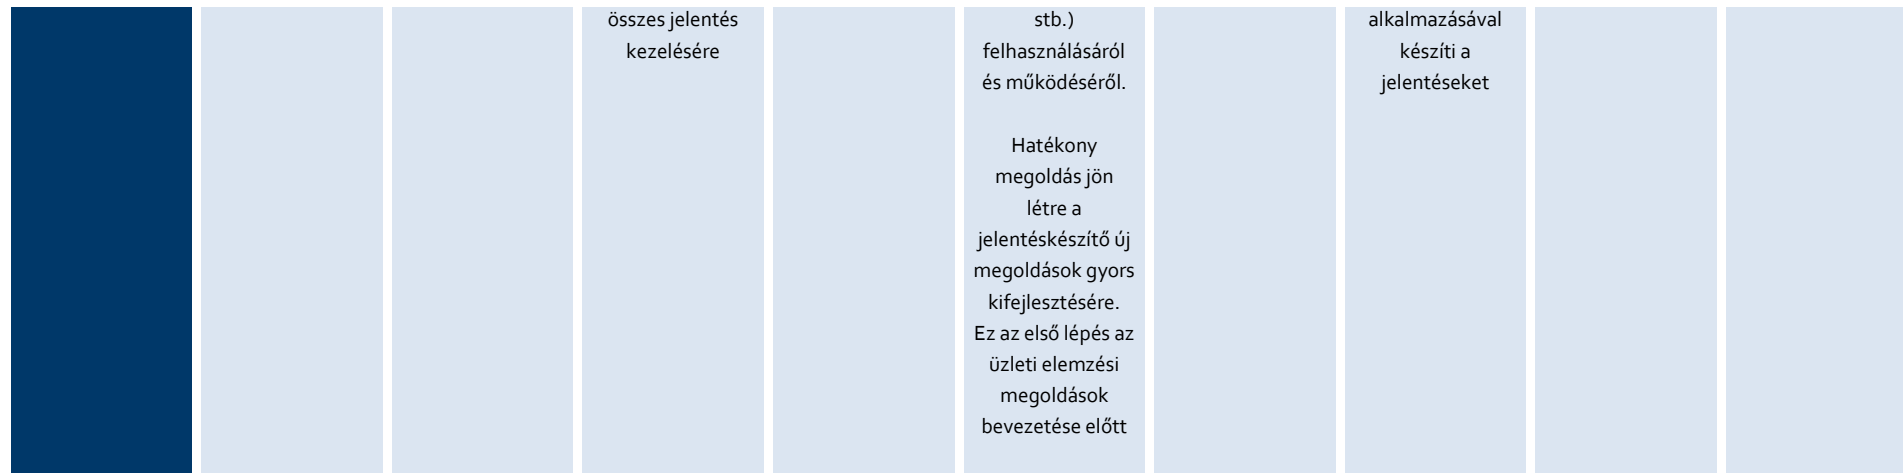 összes jelentés
kezelésére
stb.)
felhasználásáról
és működéséről.
Hatékony
megoldás jön
létre a
jelentéskészítő új
megoldások gyors
kifejlesztésére.
Ez az első lépés az
üzleti elemzési
megoldások
bevezetése előtt
alkalmazásával
készíti a
jelentéseket